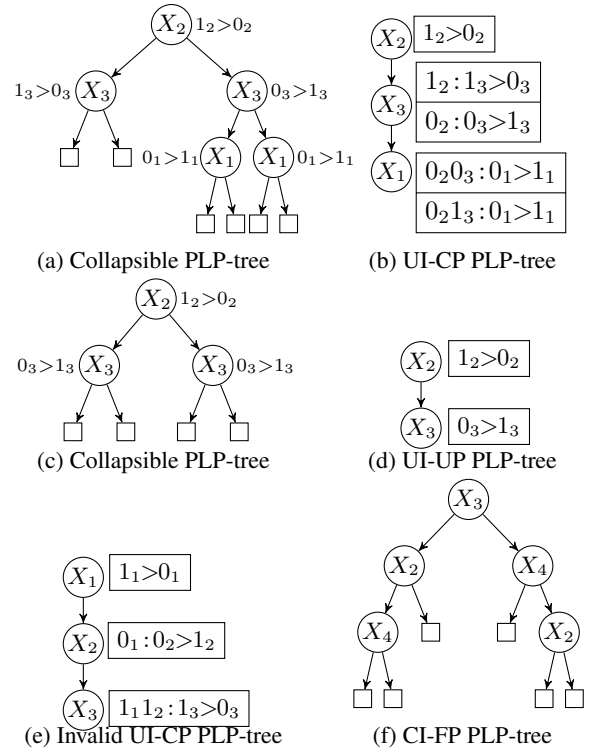 X₂ 1₂>0₂
1₃>0₃ X₃ X₃ 0₃>1₃
0₁>1₁ X₁ X₁ 0₁>1₁
(a) Collapsible PLP-tree
X₂ 1₂>0₂
1₂:1₃>0₃
X₃
0₂:0₃>1₃
X₁ 0₂0₃:0₁>1₁
0₂1₃:0₁>1₁
(b) UI-CP PLP-tree
X₂ 1₂>0₂
0₃>1₃ X₃ X₃ 0₃>1₃
(c) Collapsible PLP-tree
X₂ 1₂>0₂
X₃ 0₃>1₃
(d) UI-UP PLP-tree
X₁ 1₁>0₁
X₂ 0₁:0₂>1₂
X₃ 1₁1₂:1₃>0₃
(e) Invalid UI-CP PLP-tree
X₃
X₂ X₄
X₄ X₂
(f) CI-FP PLP-tree